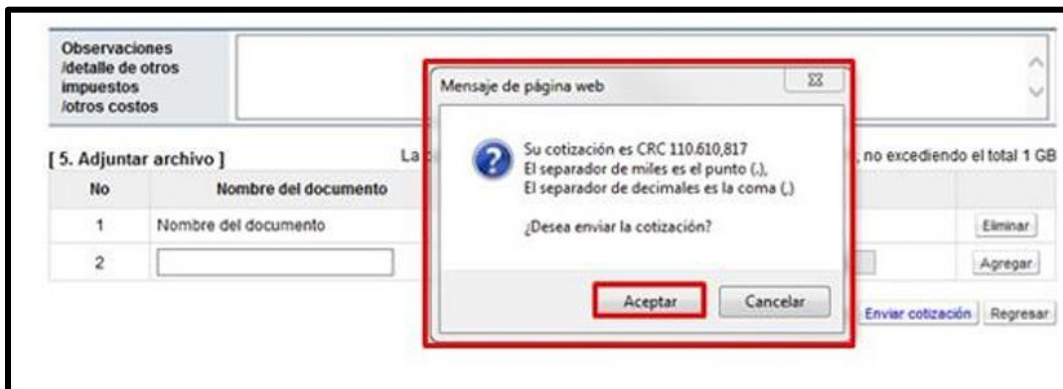 Observaciones
/detalle de otros
impuestos
/otros costos
Mensaje de página web
Su cotización es CRC 110.610,817
El separador de miles es el punto (.),
El separador de decimales es la coma (,)
¿Desea enviar la cotización?
Aceptar Cancelar
[ 5. Adjuntar archivo ] La , no excediendo el total 1 GB
No Nombre del documento
1 Nombre del documento Eliminar
2 Agregar
Enviar cotización Regresar